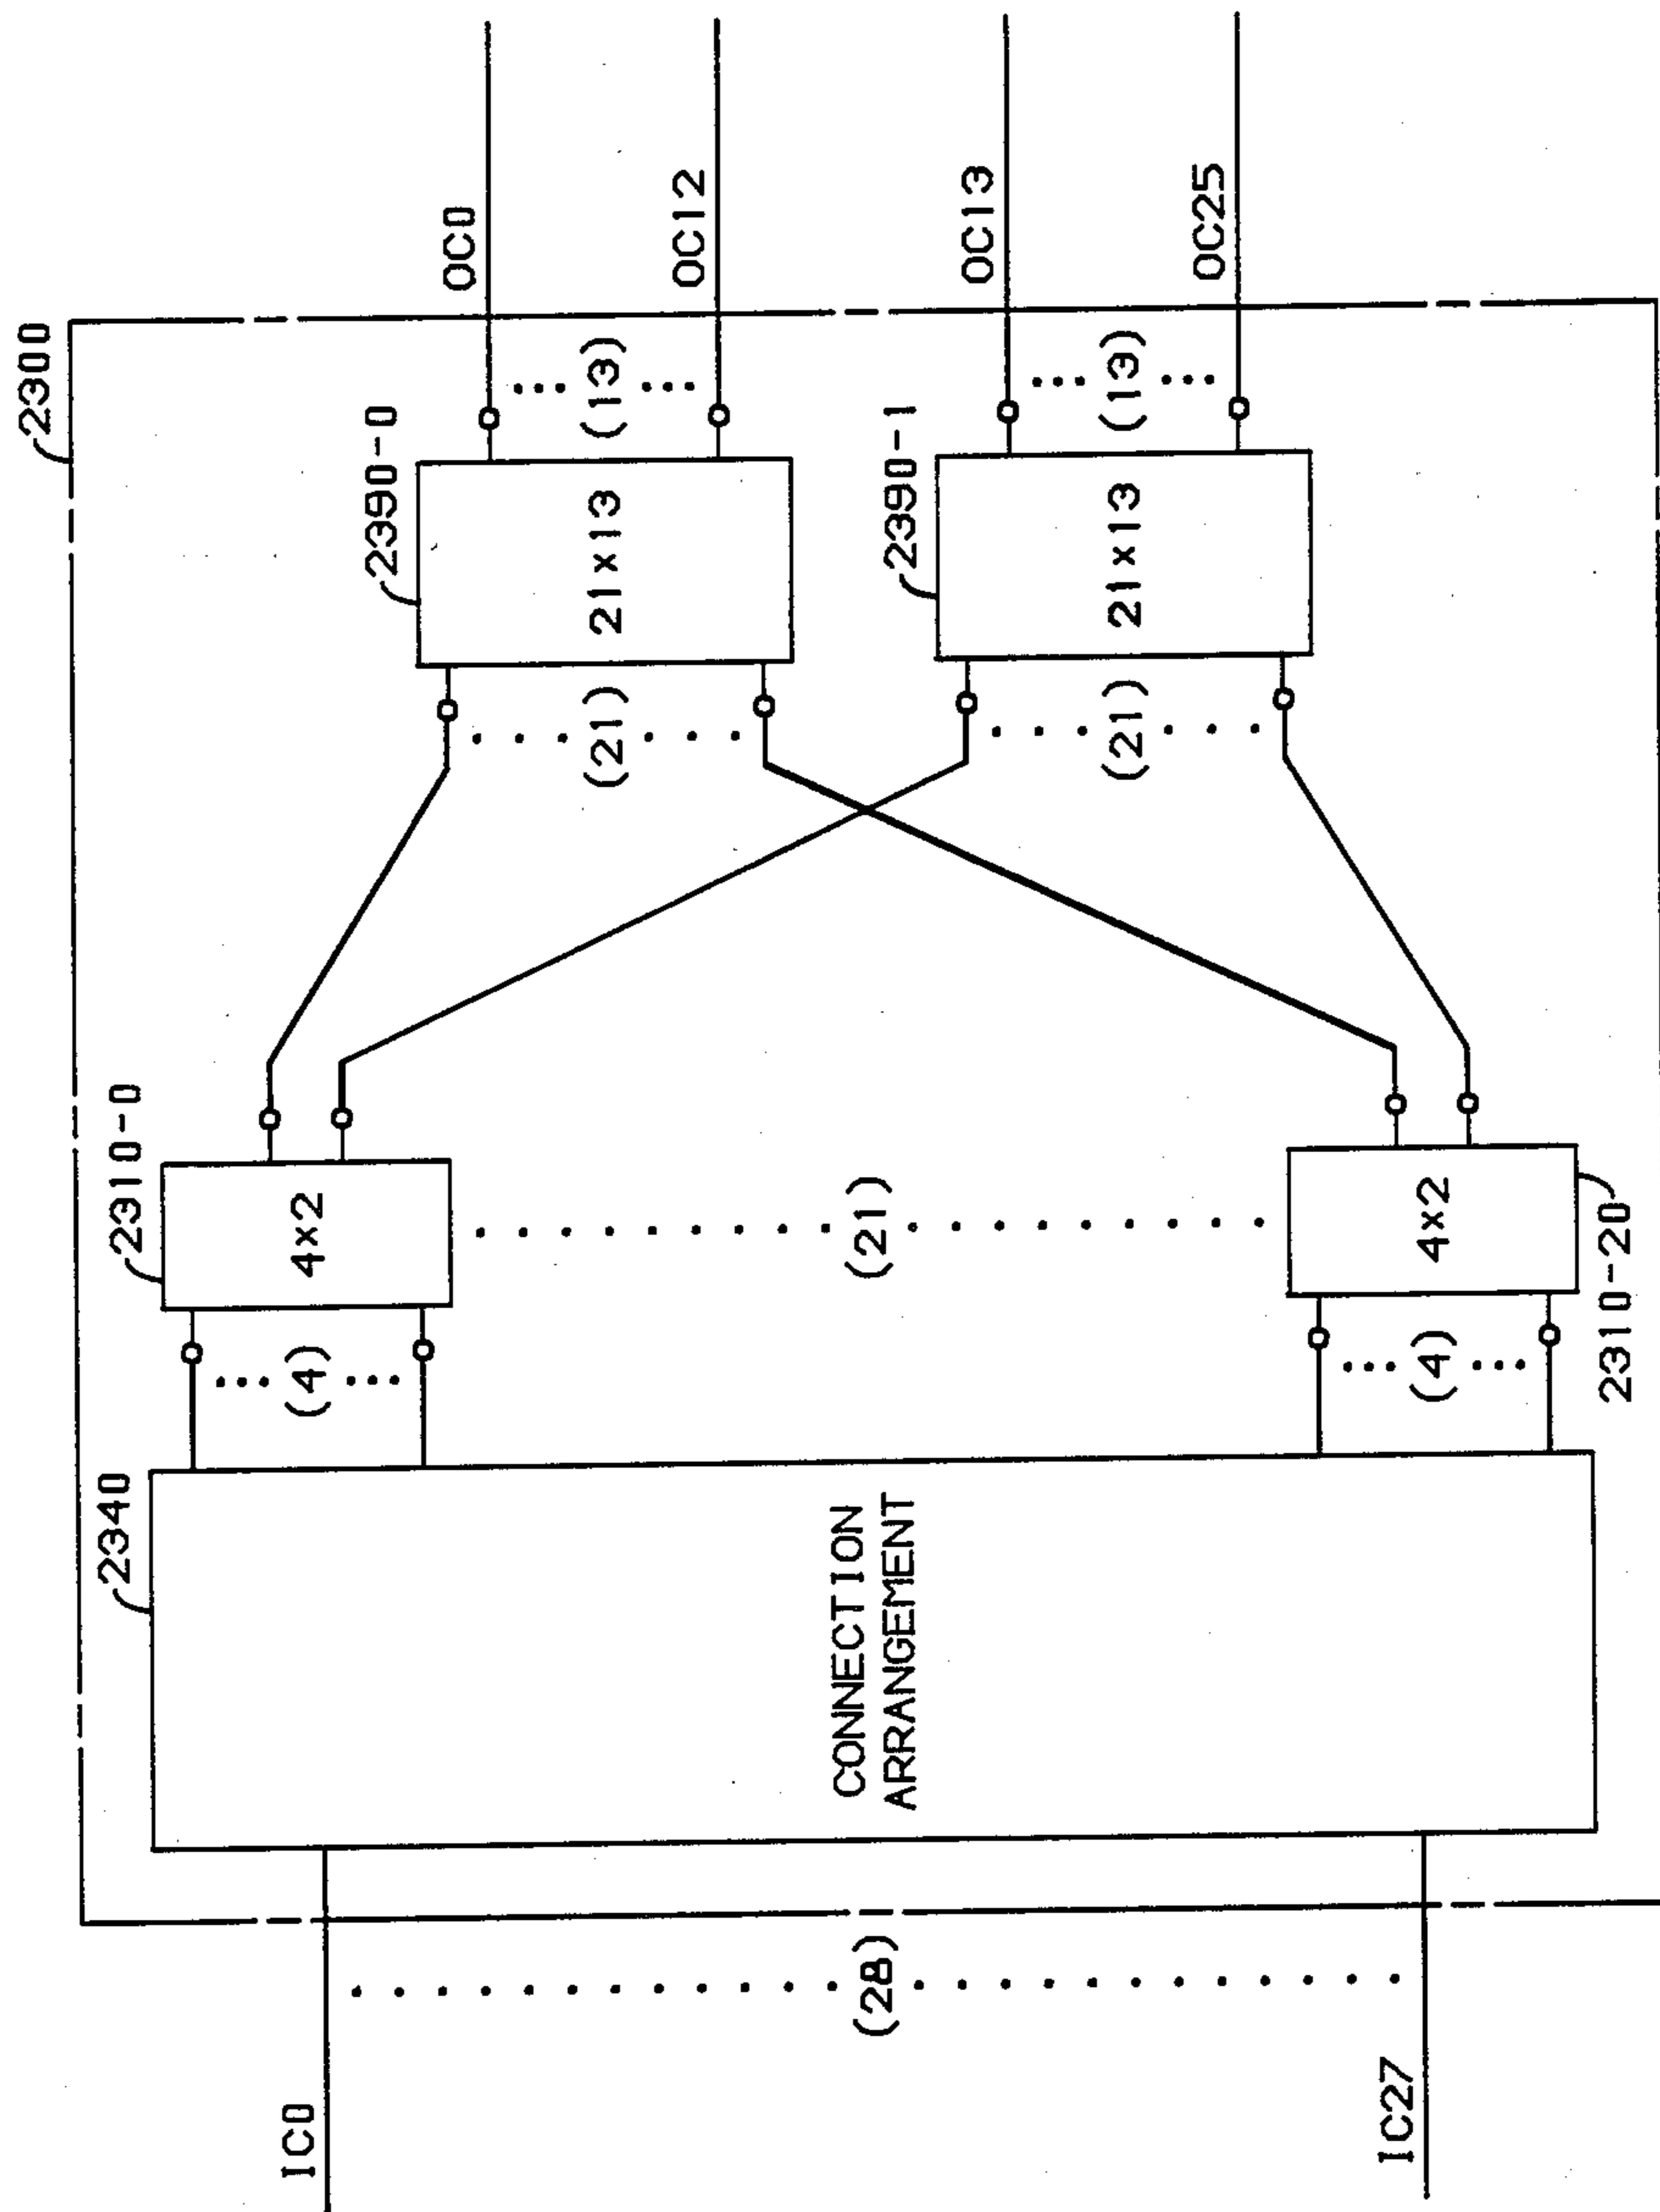 2300
2340
2310-0
2390-0
IC0
CONNECTION
ARRANGEMENT
(4)
4×2
(21)
21×13
(13)
OC0
OC12
(28)
(21)
2390-1
(21)
21×13
(13)
OC13
OC25
IC27
(4)
4×2
2310-20